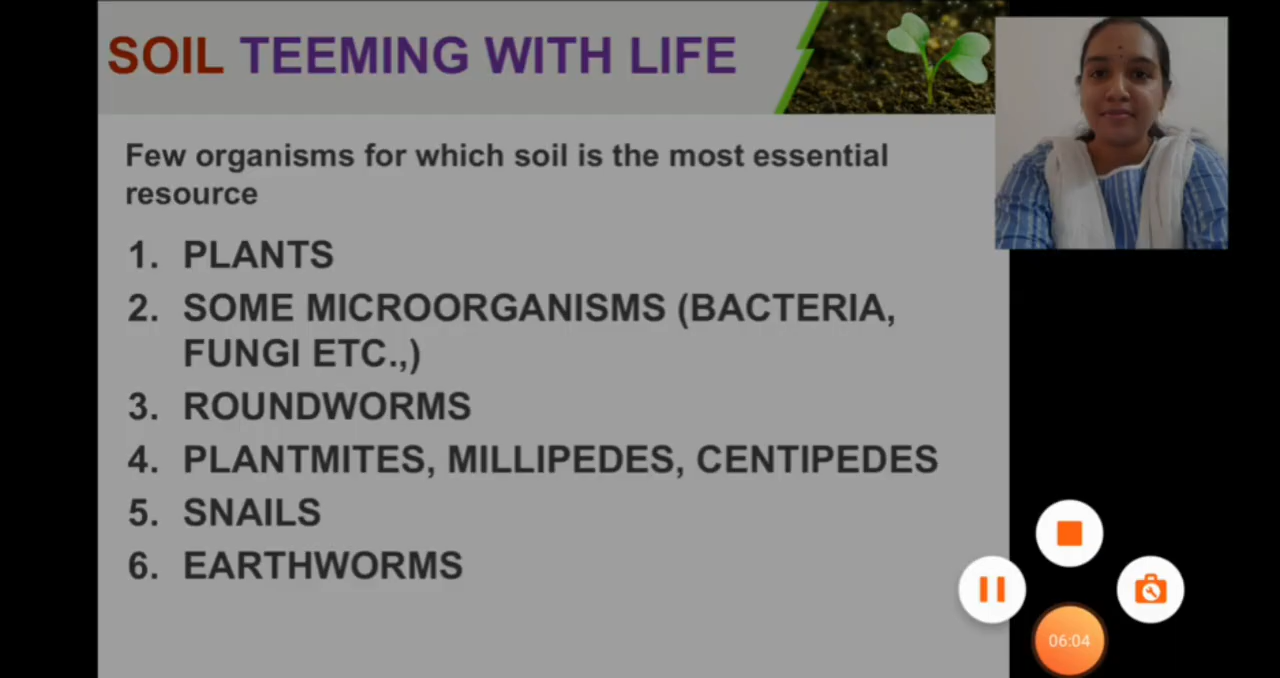 SOIL TEEMING WITH LIFE
Few organisms for which soil is the most essential
resource
1. PLANTS
2. SOME MICROORGANISMS (BACTERIA,
FUNGI ETC.,)
3. ROUNDWORMS
4. PLANTMITES, MILLIPEDES, CENTIPEDES
5. SNAILS
6. EARTHWORMS
06:04